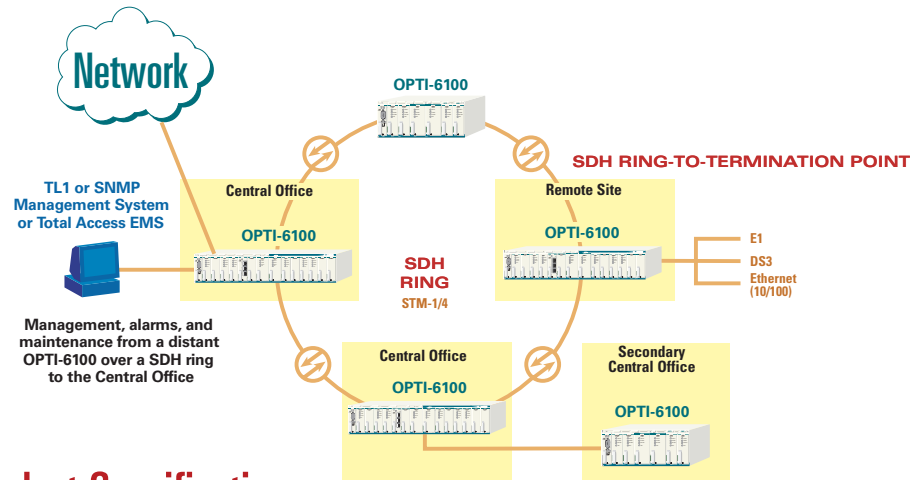 Network
OPTI-6100
SDH RING-TO-TERMINATION POINT
TL1 or SNMP
Management System
or Total Access EMS
Central Office
OPTI-6100
Remote Site
OPTI-6100
E1
DS3
Ethernet
(10/100)
SDH
RING
STM-1/4
Management, alarms, and
maintenance from a distant
OPTI-6100 over a SDH ring
to the Central Office
Central Office
OPTI-6100
Secondary
Central Office
OPTI-6100